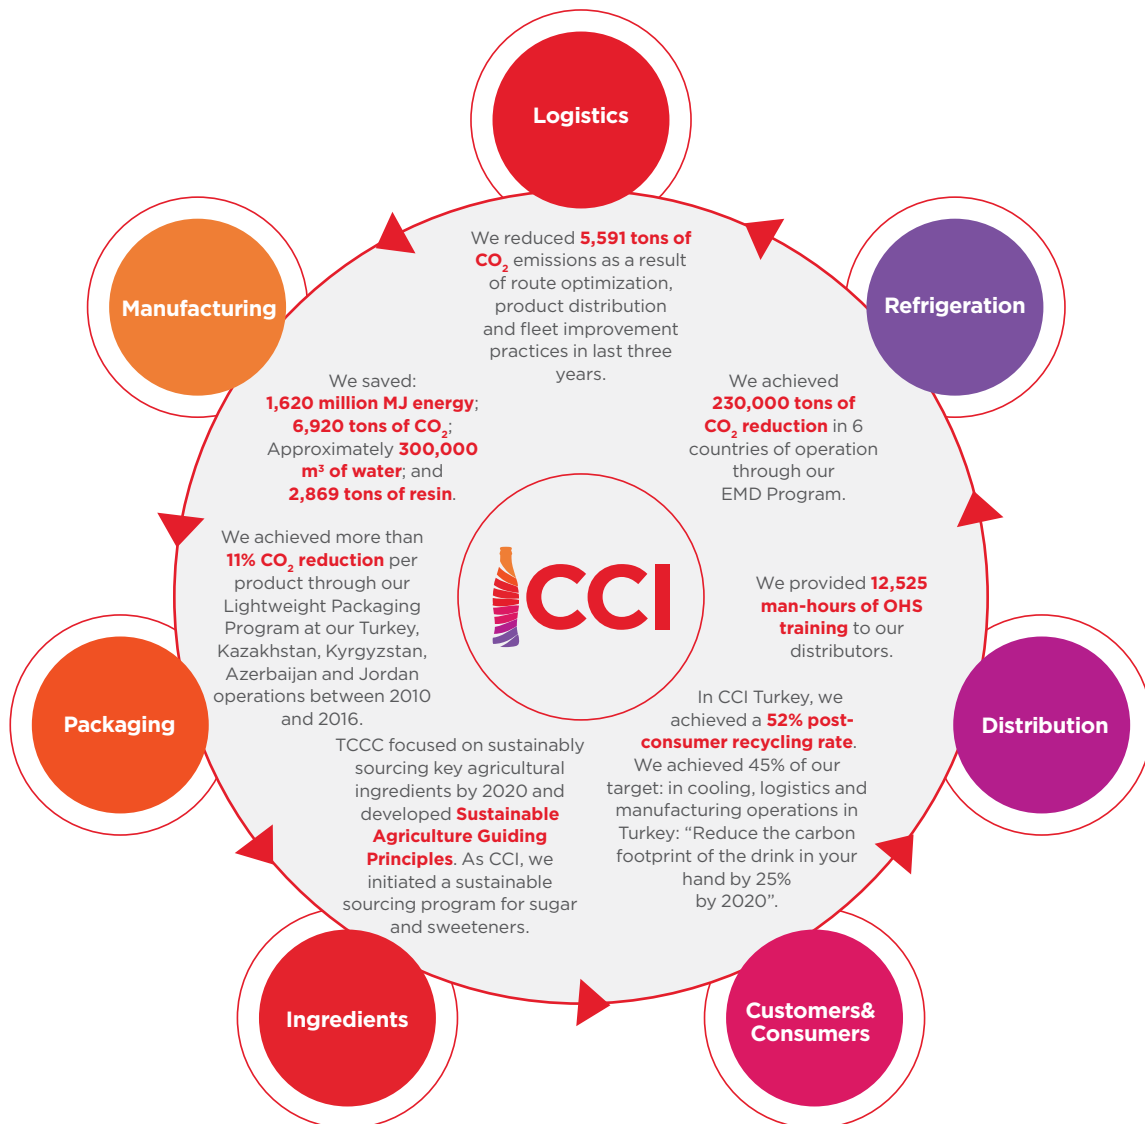 Logistics
We reduced 5,591 tons of
CO₂ emissions as a result
of route optimization,
product distribution
and fleet improvement
practices in last three
years.
Manufacturing
We saved:
1,620 million MJ energy;
6,920 tons of CO₂;
Approximately 300,000
m³ of water; and
2,869 tons of resin.
Refrigeration
We achieved
230,000 tons of
CO₂ reduction in 6
countries of operation
through our
EMD Program.
Packaging
We achieved more than
11% CO₂ reduction per
product through our
Lightweight Packaging
Program at our Turkey,
Kazakhstan, Kyrgyzstan,
Azerbaijan and Jordan
operations between 2010
and 2016.
CCI
Distribution
We provided 12,525
man-hours of OHS
training to our
distributors.
Ingredients
TCCC focused on sustainably
sourcing key agricultural
ingredients by 2020 and
developed Sustainable
Agriculture Guiding
Principles. As CCI, we
initiated a sustainable
sourcing program for sugar
and sweeteners.
Customers&
Consumers
In CCI Turkey, we
achieved a 52% post-
consumer recycling rate.
We achieved 45% of our
target: in cooling, logistics and
manufacturing operations in
Turkey: “Reduce the carbon
footprint of the drink in your
hand by 25%
by 2020”.